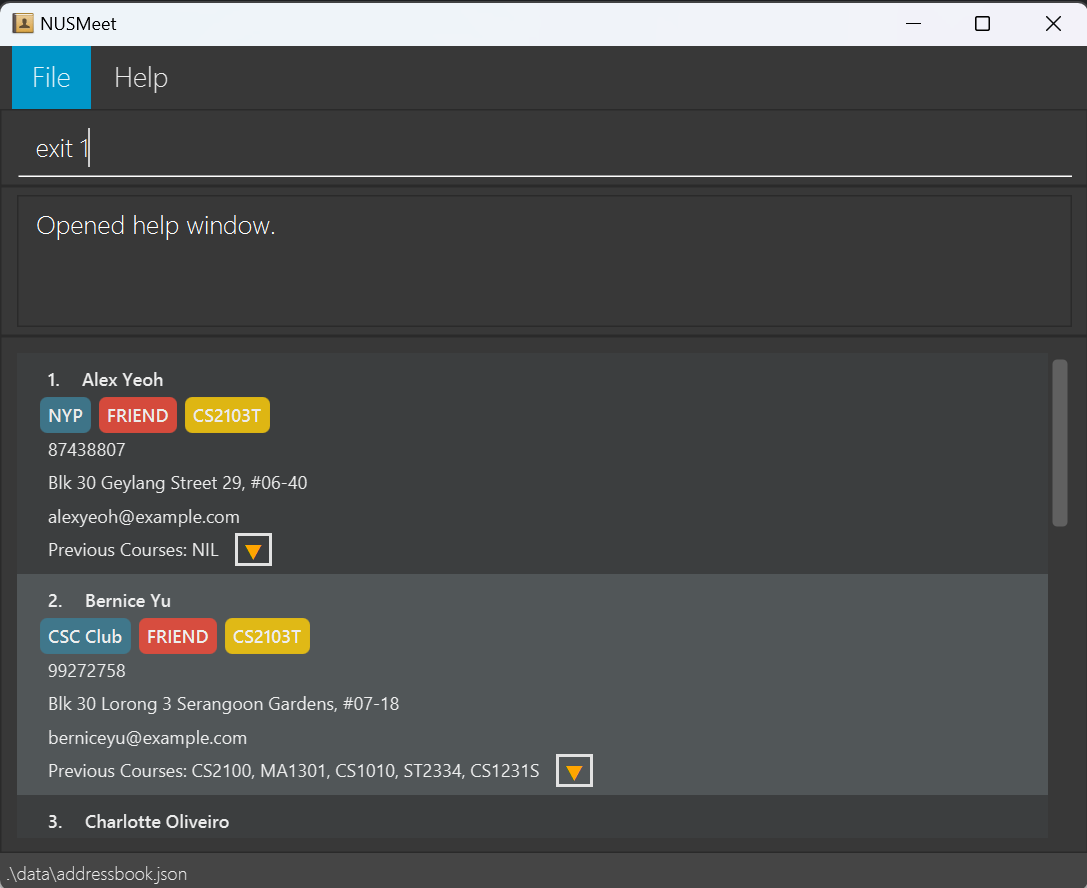 NUSMeet
File Help
exit 1
Opened help window.
1. Alex Yeoh
NYP FRIEND CS2103T
87438807
Blk 30 Geylang Street 29, #06-40
alexyeoh@example.com
Previous Courses: NIL
2. Bernice Yu
CSC Club FRIEND CS2103T
99272758
Blk 30 Lorong 3 Serangoon Gardens, #07-18
berniceyu@example.com
Previous Courses: CS2100, MA1301, CS1010, ST2334, CS1231S
3. Charlotte Oliveiro
.\data\addressbook.json